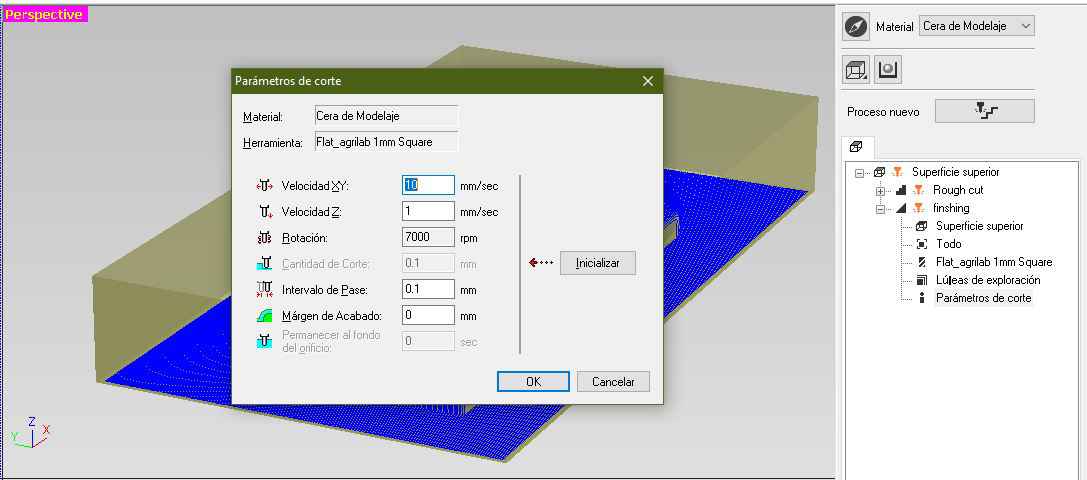 Perspective
Material
Cera de Modelaje
Proceso nuevo
Superficie superior
Rough cut
finshing
Superficie superior
Todo
Flat_agrilab 1mm Square
Lúleas de exploración
Parámetros de corte
Parámetros de corte
Material: Cera de Modelaje
Herramienta: Flat_agrilab 1mm Square
Velocidad XY: 10 mm/sec
Velocidad Z: 1 mm/sec
Rotación: 7000 rpm
Cantidad de Corte: 0.1 mm
Intervalo de Pase: 0.1 mm
Márgen de Acabado: 0 mm
Permanecer al fondo
del orificio: 0 sec
Inicializar
OK
Cancelar
Z
X
Y